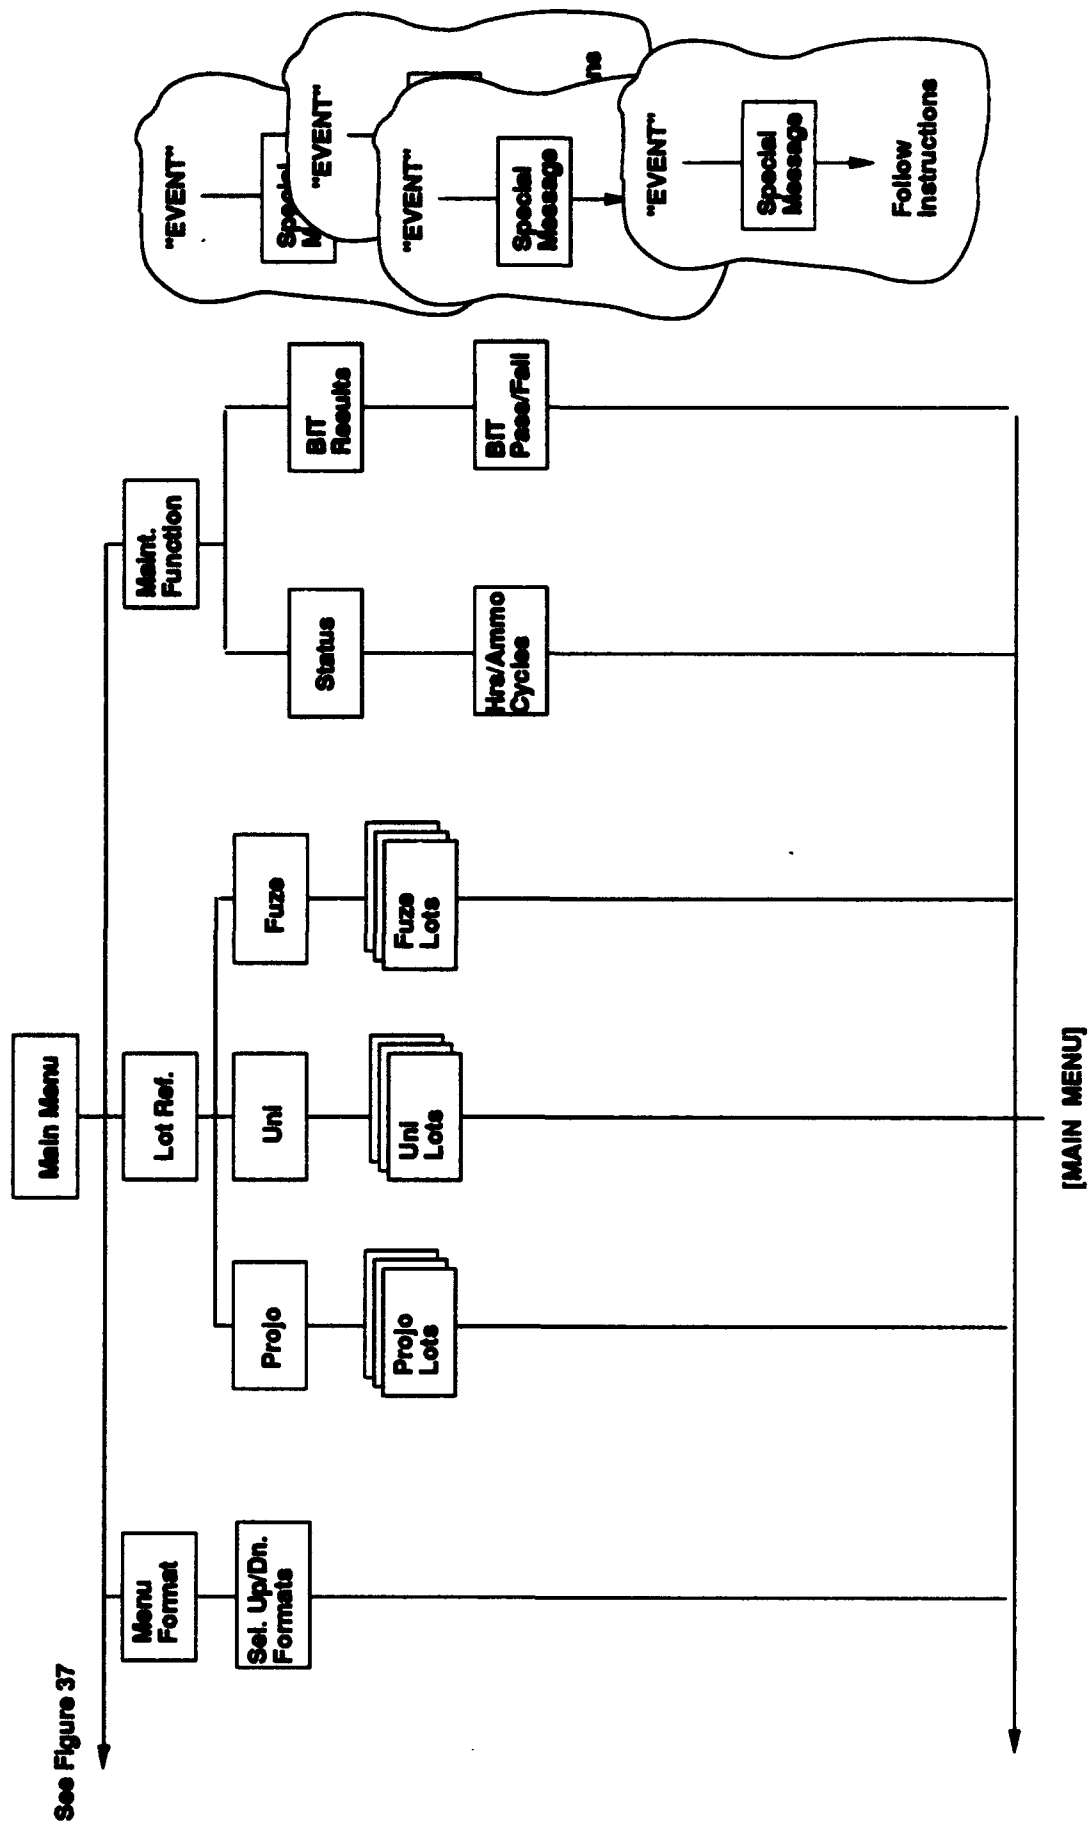 See Figure 37
Main Menu
Menu
Format
Lot Ref.
Maint.
Function
Sel. Up/Dn.
Formats
Projo
Uni
Fuze
Status
BIT
Results
Projo
Lots
Uni
Lots
Fuze
Lots
Hrs/Ammo
Cycles
BIT
Pass/Fail
[MAIN MENU]
"EVENT"
"EVENT"
"EVENT"
Special
Message
"EVENT"
Special
Message
Follow
Instructions